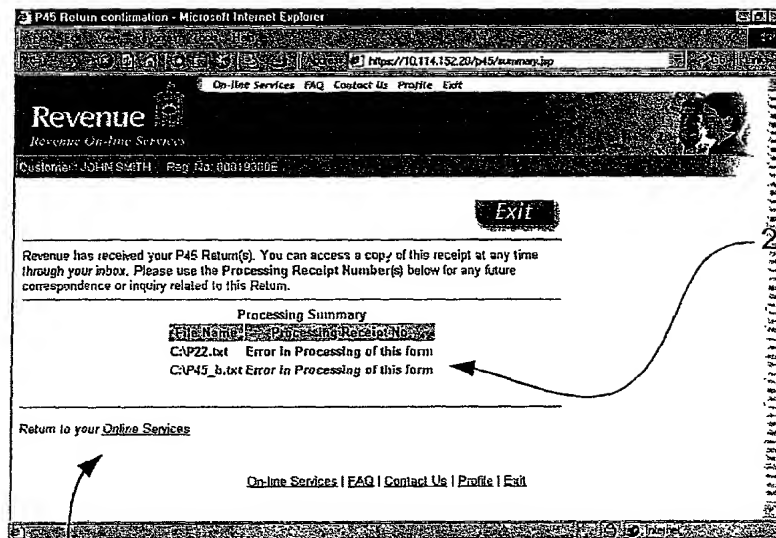 P45 Return confirmation - Microsoft Internet Explorer
https://10.114.152.20/p45/summary.jsp
On-line Services FAQ Contact Us Profile Exit
Revenue
Revenue On-line Services
Customer: JOHN SMITH Reg No: 00019300E
Exit
Revenue has received your P45 Return(s). You can access a copy of this receipt at any time
through your inbox. Please use the Processing Receipt Number(s) below for any future
correspondence or inquiry related to this Return.
2
Processing Summary
File Name Processing Receipt No.
C:\P22.txt Error in Processing of this form
C:\P45_b.txt Error in Processing of this form
Return to your Online Services
On-line Services | FAQ | Contact Us | Profile | Exit